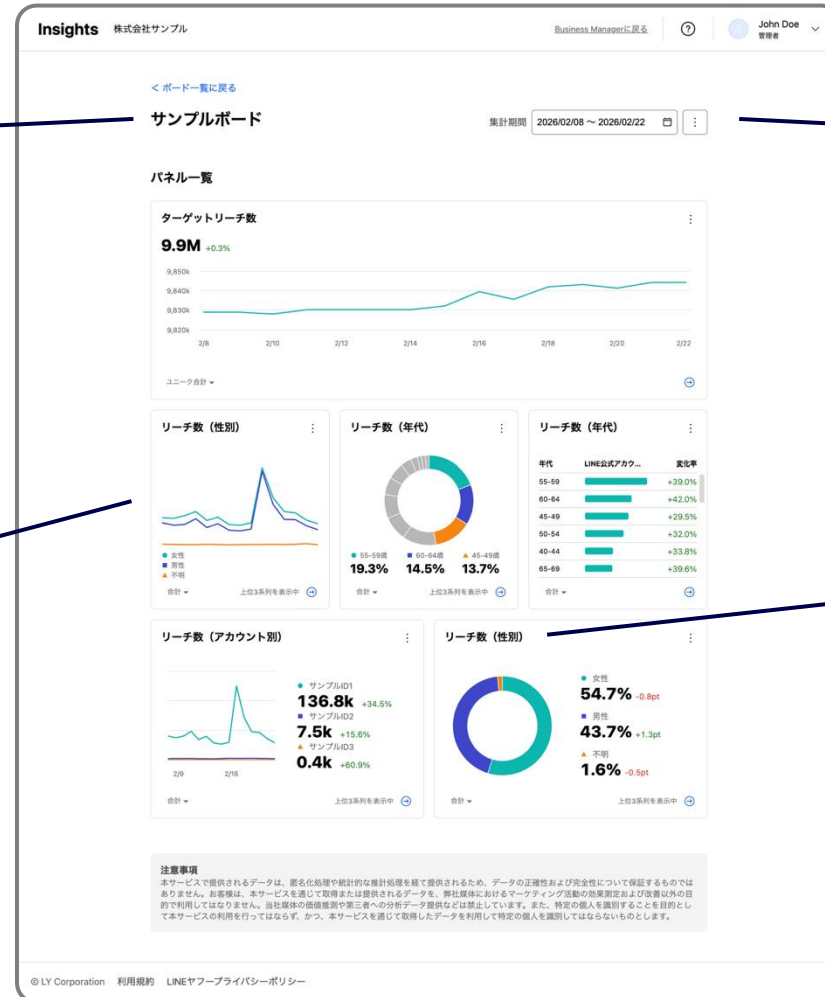 Insights 株式会社サンプル Business Managerに戻る John Doe
管理者
< ボード一覧に戻る
サンプルボード 集計期間 2026/02/08 ～ 2026/02/22
パネル一覧
ターゲットリーチ数
9.9M +0.3%
9,850k
9,840k
9,830k
9,820k
2/8 2/10 2/12 2/14 2/16 2/18 2/20 2/22
ユニーク合計
リーチ数（性別）
女性
男性
不明
合計 上位3系列を表示中
リーチ数（年代）
55-59歳 60-64歳 45-49歳
19.3% 14.5% 13.7%
合計 上位3系列を表示中
リーチ数（年代）
年代 LINE公式アカウ... 変化率
55-59 +39.0%
60-64 +42.0%
45-49 +29.5%
50-54 +32.0%
40-44 +33.8%
65-69 +39.6%
合計
リーチ数（アカウント別）
サンプルID1
136.8k +34.5%
サンプルID2
7.5k +15.6%
サンプルID3
0.4k +60.9%
2/9 2/16
合計 上位3系列を表示中
リーチ数（性別）
女性
54.7% -0.8pt
男性
43.7% +1.3pt
不明
1.6% -0.5pt
合計 上位3系列を表示中
注意事項
本サービスで提供されるデータは、匿名化処理や統計的な推計処理を経て提供されるため、データの正確性および完全性について保証するものでは
ありません。お客様は、本サービスを通じて取得または提供されるデータを、弊社媒体におけるマーケティング活動の効果測定および改善以外の目
的で利用してはなりません。当社媒体の価値推測や第三者への分析データ提供などは禁止しています。また、特定の個人を識別することを目的とし
て本サービスの利用を行ってはならず、かつ、本サービスを通じて取得したデータを利用して特定の個人を識別してはならないものとします。
© LY Corporation 利用規約 LINEヤフープライバシーポリシー